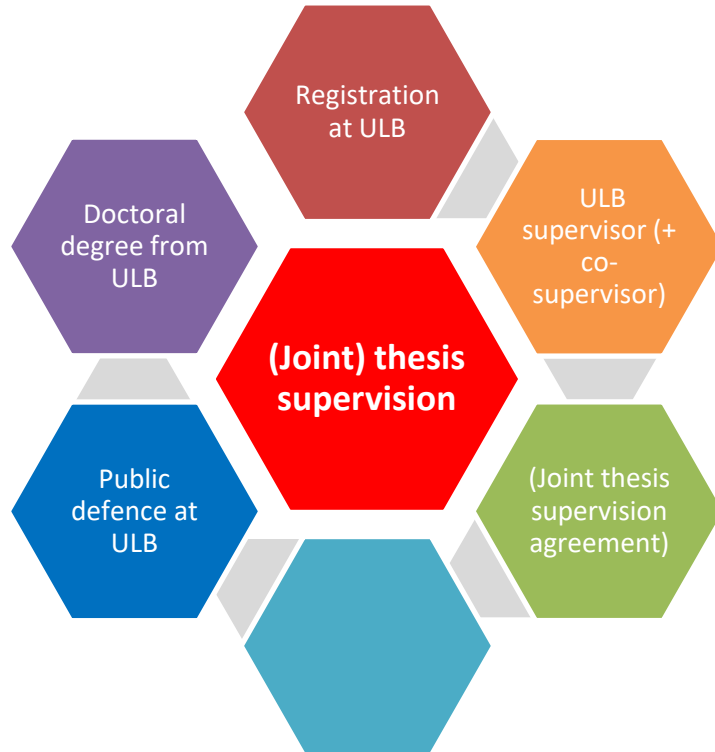 Registration
at ULB
ULB
supervisor (+
co-
supervisor)
(Joint thesis
supervision
agreement)
Public
defence at
ULB
Doctoral
degree from
ULB
(Joint) thesis
supervision